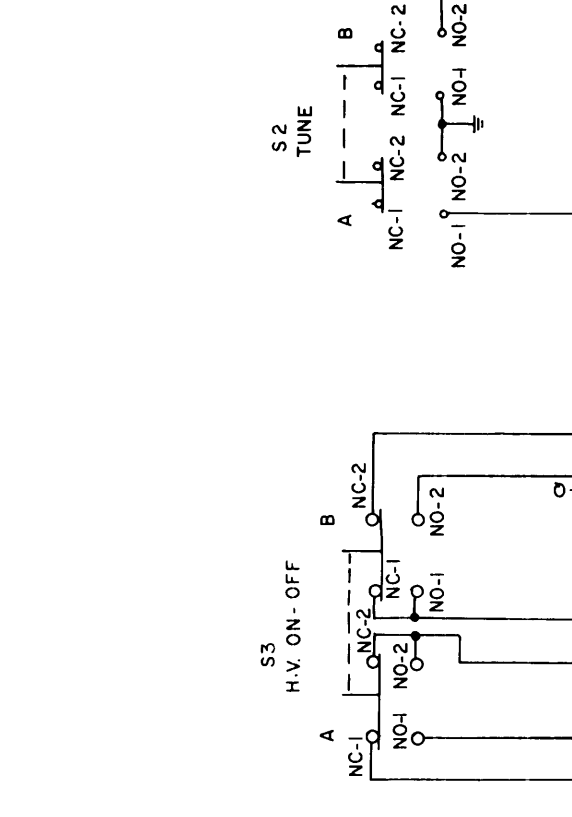 S2
TUNE
A
B
NC-1
NC-2
NC-1
NC-2
NO-1
NO-2
NO-1
NO-2
S3
H.V. ON-OFF
A
B
NC-1
NC-2
NC-1
NC-2
NO-1
NO-2
NO-1
NO-2